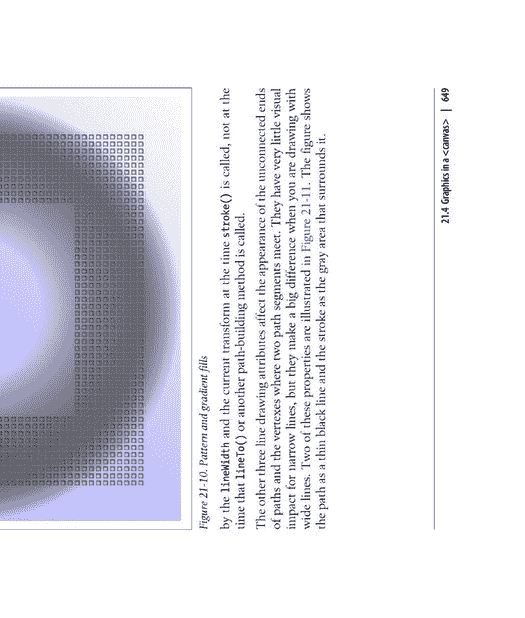 Figure 21-10. Pattern and gradient fills
by the lineWidth and the current transform at the time stroke() is called, not at the
time that lineTo() or another path-building method is called.
The other three line drawing attributes affect the appearance of the unconnected ends
of paths and the vertexes where two path segments meet. They have very little visual
impact for narrow lines, but they make a big difference when you are drawing with
wide lines. Two of these properties are illustrated in Figure 21-11. The figure shows
the path as a thin black line and the stroke as the gray area that surrounds it.
21.4 Graphics in a <canvas> | 649